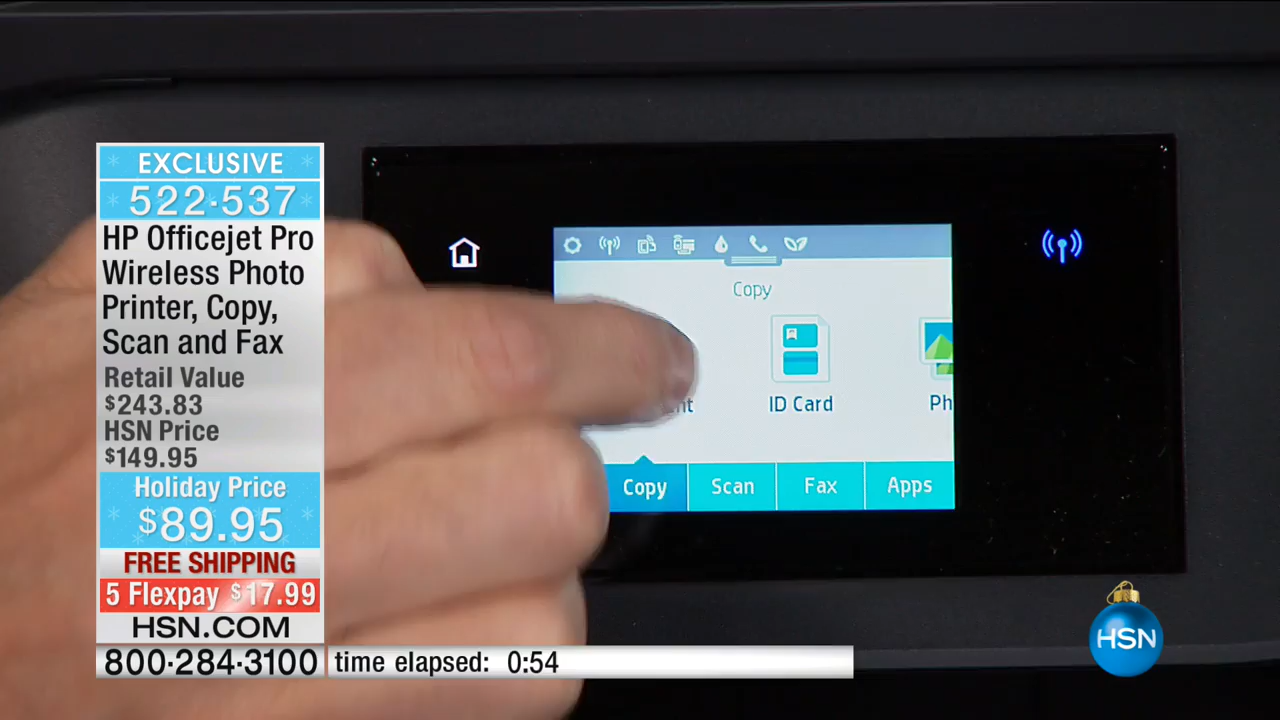 EXCLUSIVE
522-537
HP Officejet Pro
Wireless Photo
Printer, Copy,
Scan and Fax
Retail Value
$243.83
HSN Price
$149.95
Holiday Price
$89.95
FREE SHIPPING
5 Flexpay $17.99
HSN.COM
800-284-3100
time elapsed: 0:54
Copy
ID Card
Ph
Copy
Scan
Fax
Apps
HSN